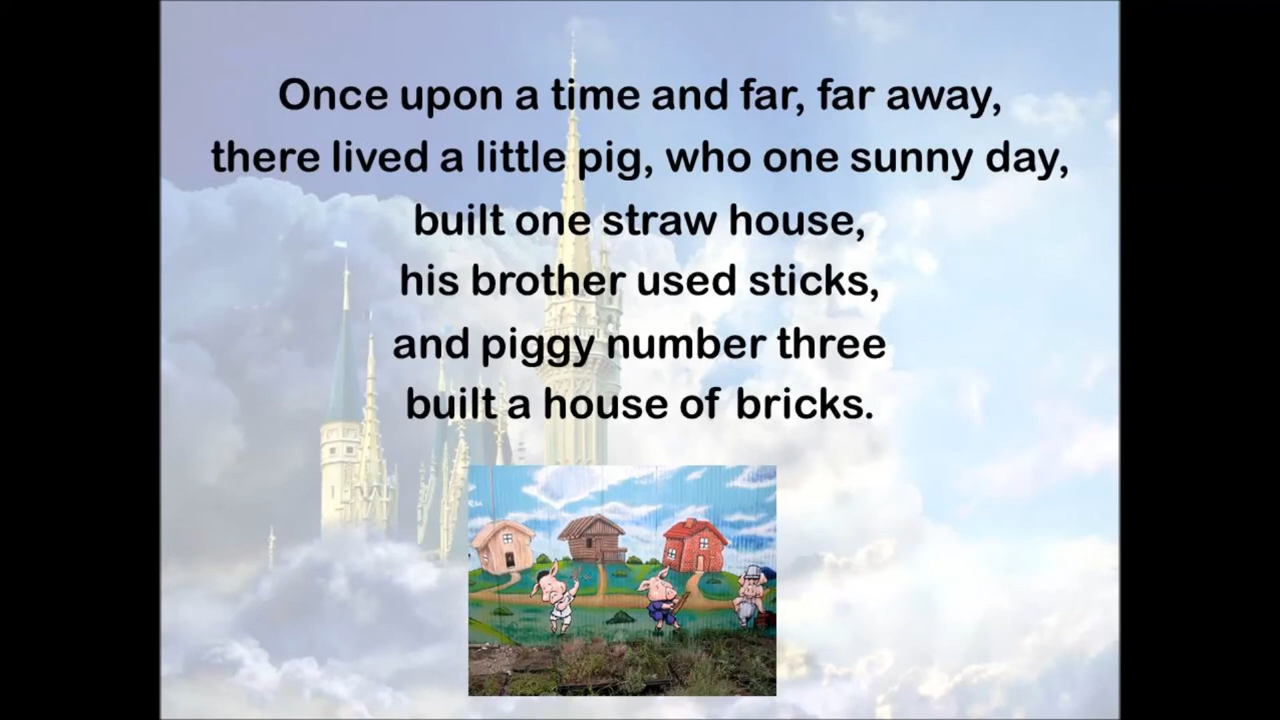 Once upon a time and far, far away,
there lived a little pig, who one sunny day,
built one straw house,
his brother used sticks,
and piggy number three
built a house of bricks.